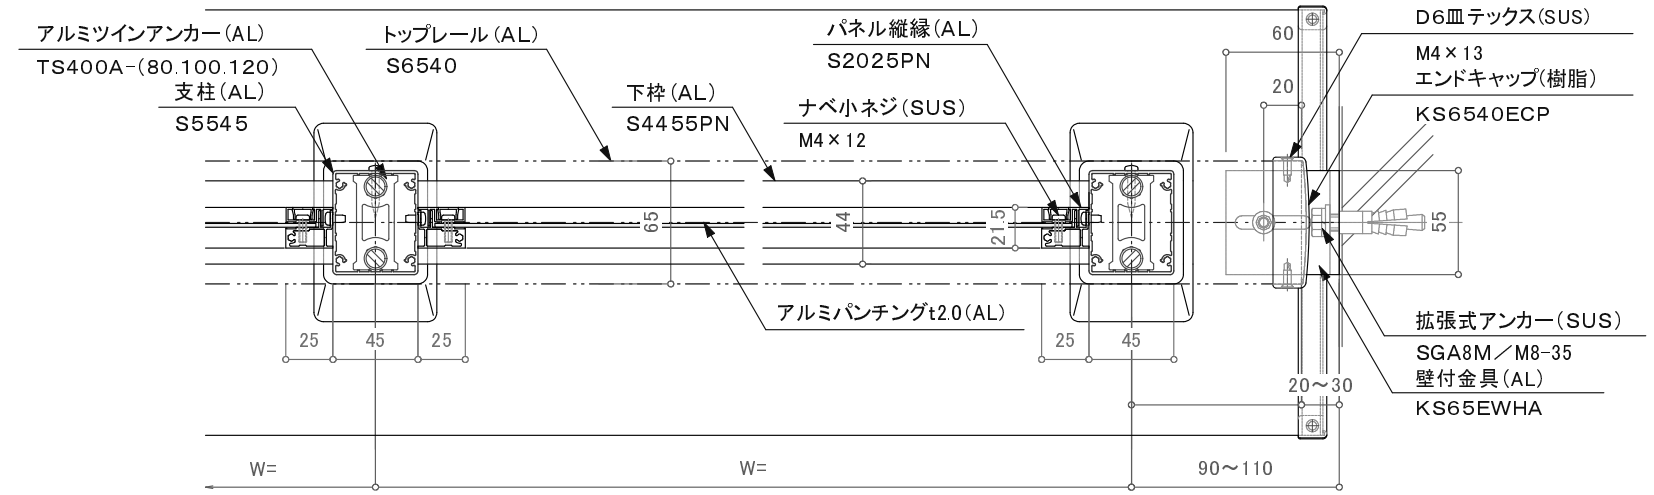 アルミツインアンカー(AL)
TS400A-(80.100.120)
支柱(AL)
S5545
トップレール(AL)
S6540
下枠(AL)
S4455PN
パネル縦縁(AL)
S2025PN
ナベ小ネジ(SUS)
M4×12
60
20
D6皿テックス(SUS)
M4×13
エンドキャップ(樹脂)
KS6540ECP
65
44
21.5
55
アルミパンチングt2.0(AL)
拡張式アンカー(SUS)
SGA8M/M8-35
壁付金具(AL)
KS65EWHA
25
45
25
25
45
20~30
W=
W=
90~110